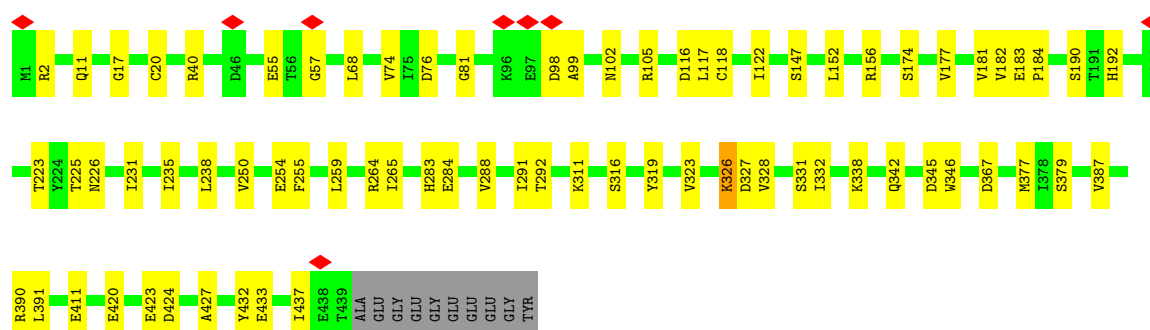 M1 R2 Q11 G17 C20 R40 D46 E55 T56 G57 L68 V74 I75 D76 G81 K96 E97 D98 A99 N102 R105 D116 L117 C118 I122 S147 L152 R156 S174 V177 V181 V182 E183 P184 S190 T191 H192
T223 Y224 T225 N226 I231 I235 L238 V250 E254 F255 L259 R264 I265 H283 E284 V288 I291 T292 K311 S316 Y319 V323 K326 D327 V328 S331 I332 K338 Q342 D345 W346 D367 M377 I378 S379 V387
R390 L391 E411 E420 E423 D424 A427 Y432 E433 I437 E438 T439 ALA GLU GLY GLU GLY GLU GLU GLU GLY TYR